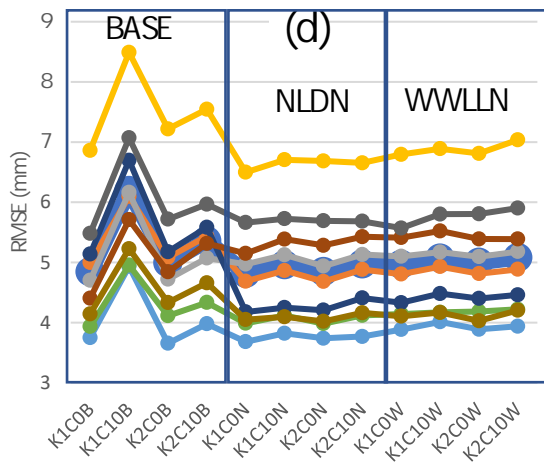 (d)
BASE
NLDN
WWLLN
RMSE (mm)
9
8
7
6
5
4
3
K1C0B
K1C10B
K2C0B
K2C10B
K1C0N
K1C10N
K2C0N
K2C10N
K1C0W
K1C10W
K2C0W
K2C10W